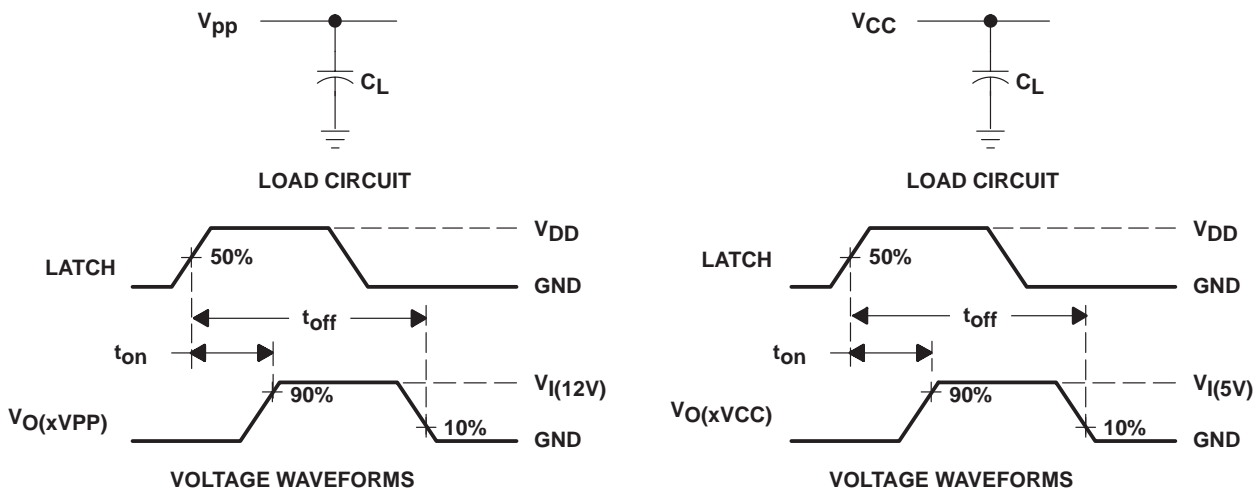 Vpp
CL
LOAD CIRCUIT
VDD
LATCH
50%
GND
toff
ton
VI(12V)
90%
VO(xVPP)
10%
GND
VOLTAGE WAVEFORMS
VCC
CL
LOAD CIRCUIT
VDD
LATCH
50%
GND
toff
ton
VI(5V)
90%
VO(xVCC)
10%
GND
VOLTAGE WAVEFORMS